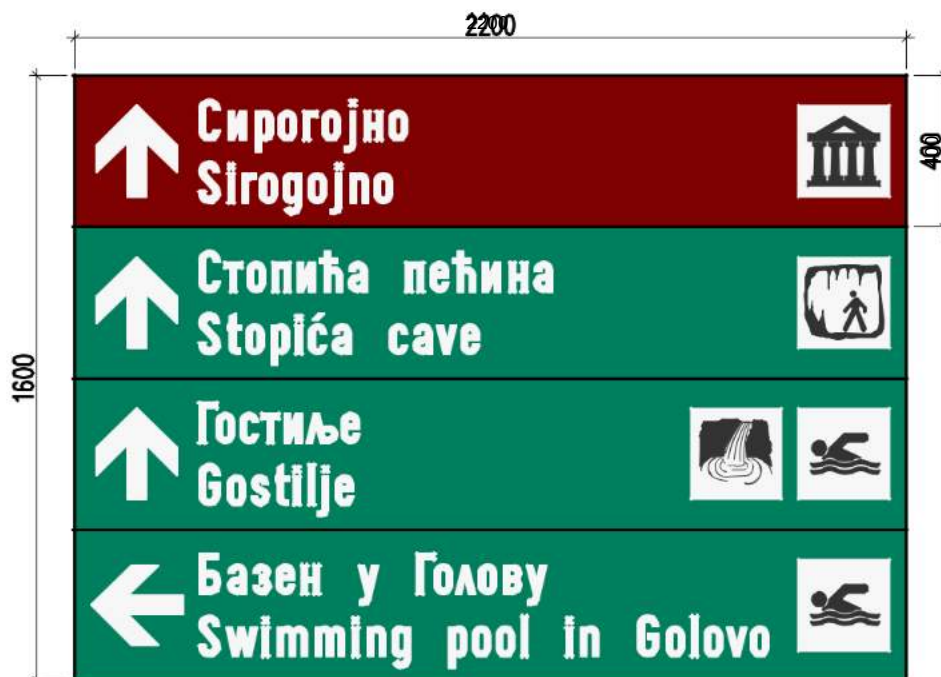 2200
400
1600
Сирогојно
Sirogojno
Стопића пећина
Stopića cave
Гостиље
Gostilje
Базен у Голову
Swimming pool in Golovo